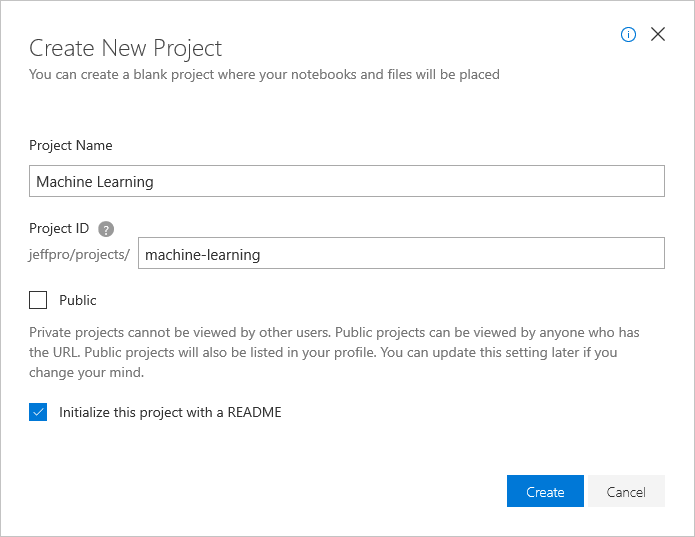 Create New Project
You can create a blank project where your notebooks and files will be placed
Project Name
Machine Learning
Project ID ?
jeffpro/projects/ machine-learning
Public
Private projects cannot be viewed by other users. Public projects can be viewed by anyone who has
the URL. Public projects will also be listed in your profile. You can update this setting later if you
change your mind.
Initialize this project with a README
Create Cancel